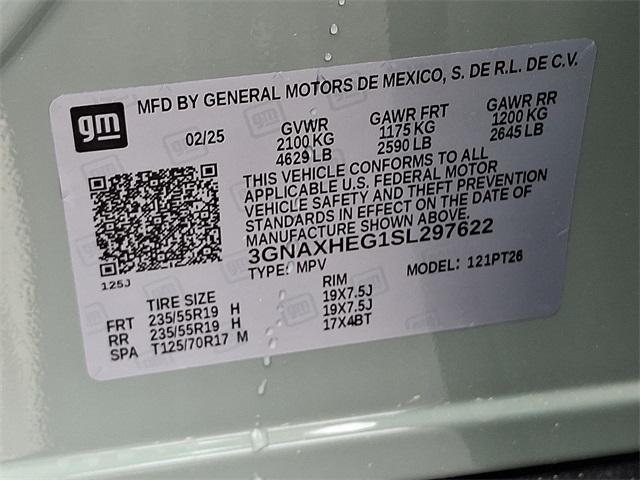 gm
MFD BY GENERAL MOTORS DE MEXICO, S. DE R.L. DE C.V.
02/25 GVWR GAWR FRT GAWR RR
2100 KG 1175 KG 1200 KG
4629 LB 2590 LB 2645 LB
THIS VEHICLE CONFORMS TO ALL
APPLICABLE U.S. FEDERAL MOTOR
VEHICLE SAFETY AND THEFT PREVENTION
STANDARDS IN EFFECT ON THE DATE OF
MANUFACTURE SHOWN ABOVE.
3GNAXHEG1SL297622
TYPE: MPV MODEL: 121PT26
125J
TIRE SIZE RIM
FRT 235/55R19 H 19X7.5J
RR 235/55R19 H 19X7.5J
SPA T125/70R17 M 17X4BT